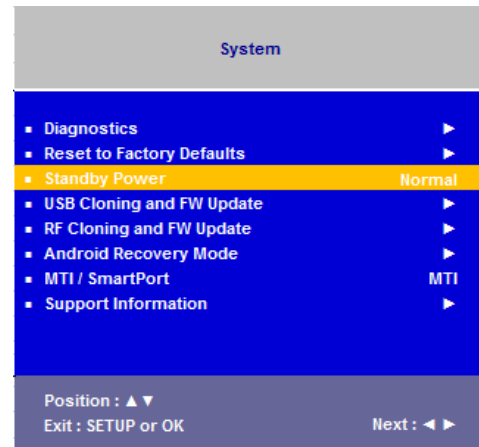 System
▪ Diagnostics ►
▪ Reset to Factory Defaults ►
▪ Standby Power Normal
▪ USB Cloning and FW Update ►
▪ RF Cloning and FW Update ►
▪ Android Recovery Mode ►
▪ MTI / SmartPort MTI
▪ Support Information ►
Position : ▲ ▼
Exit : SETUP or OK Next : ◄ ►